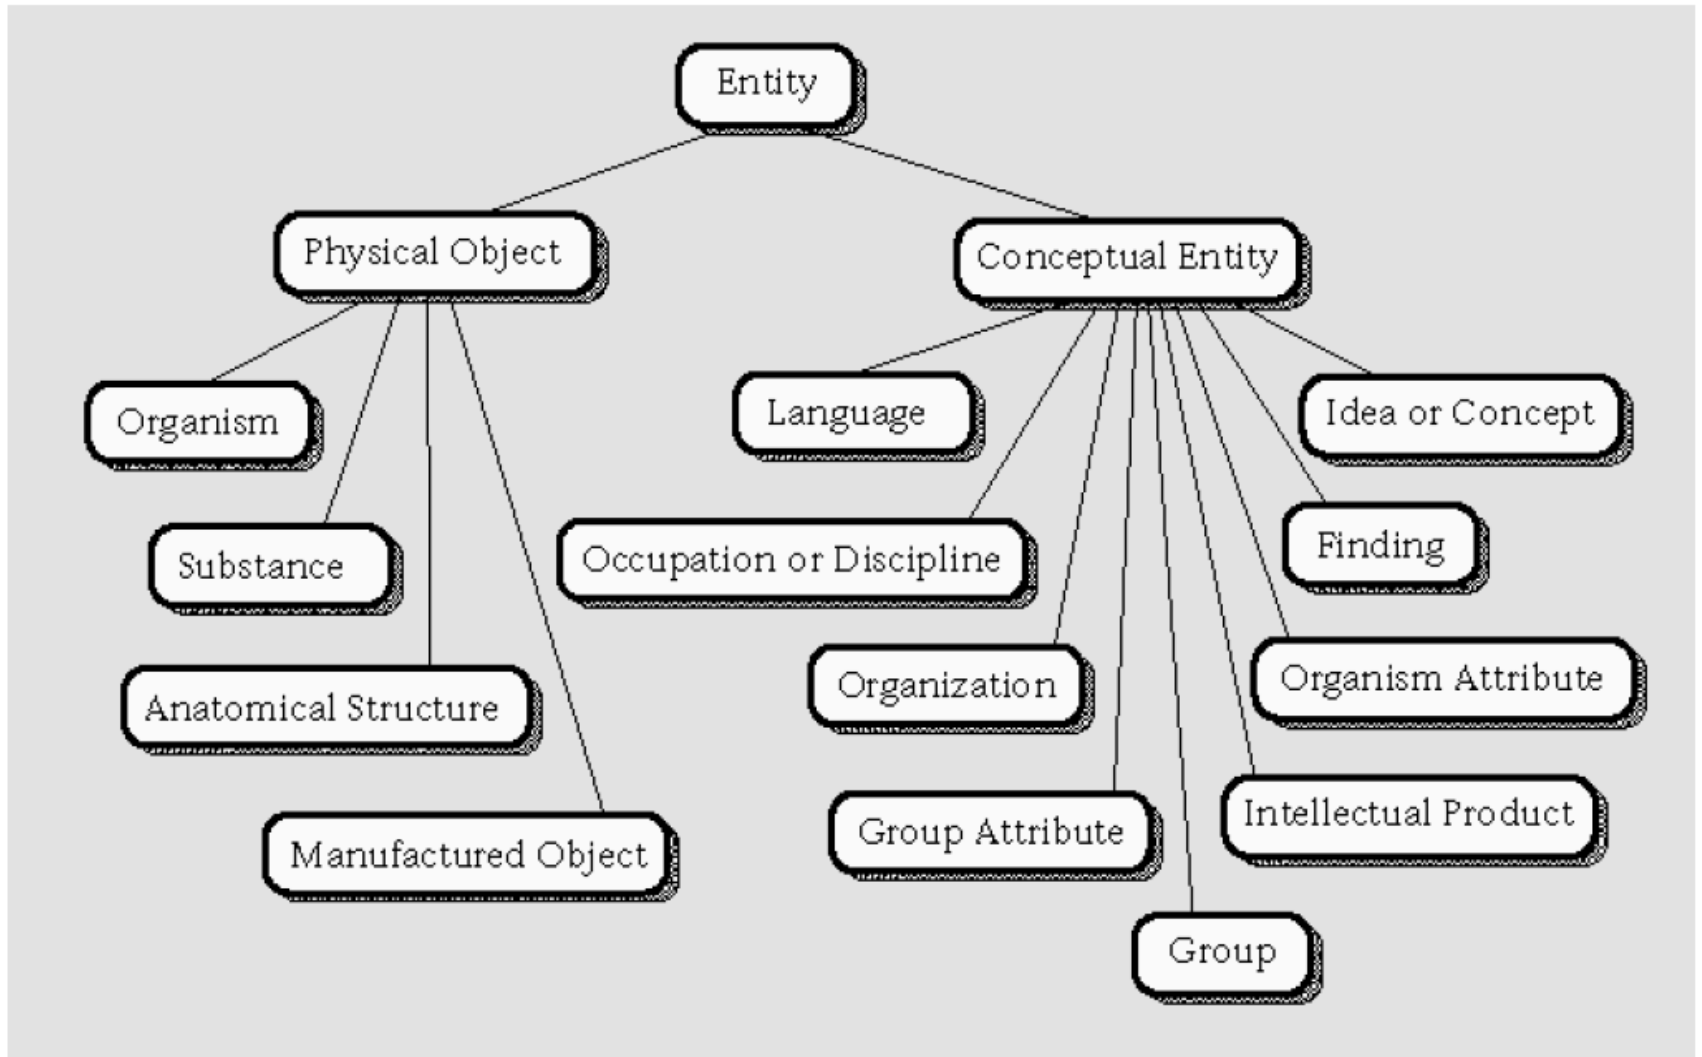 Entity
Physical Object
Conceptual Entity
Organism
Language
Idea or Concept
Substance
Occupation or Discipline
Finding
Anatomical Structure
Organization
Organism Attribute
Manufactured Object
Group Attribute
Intellectual Product
Group